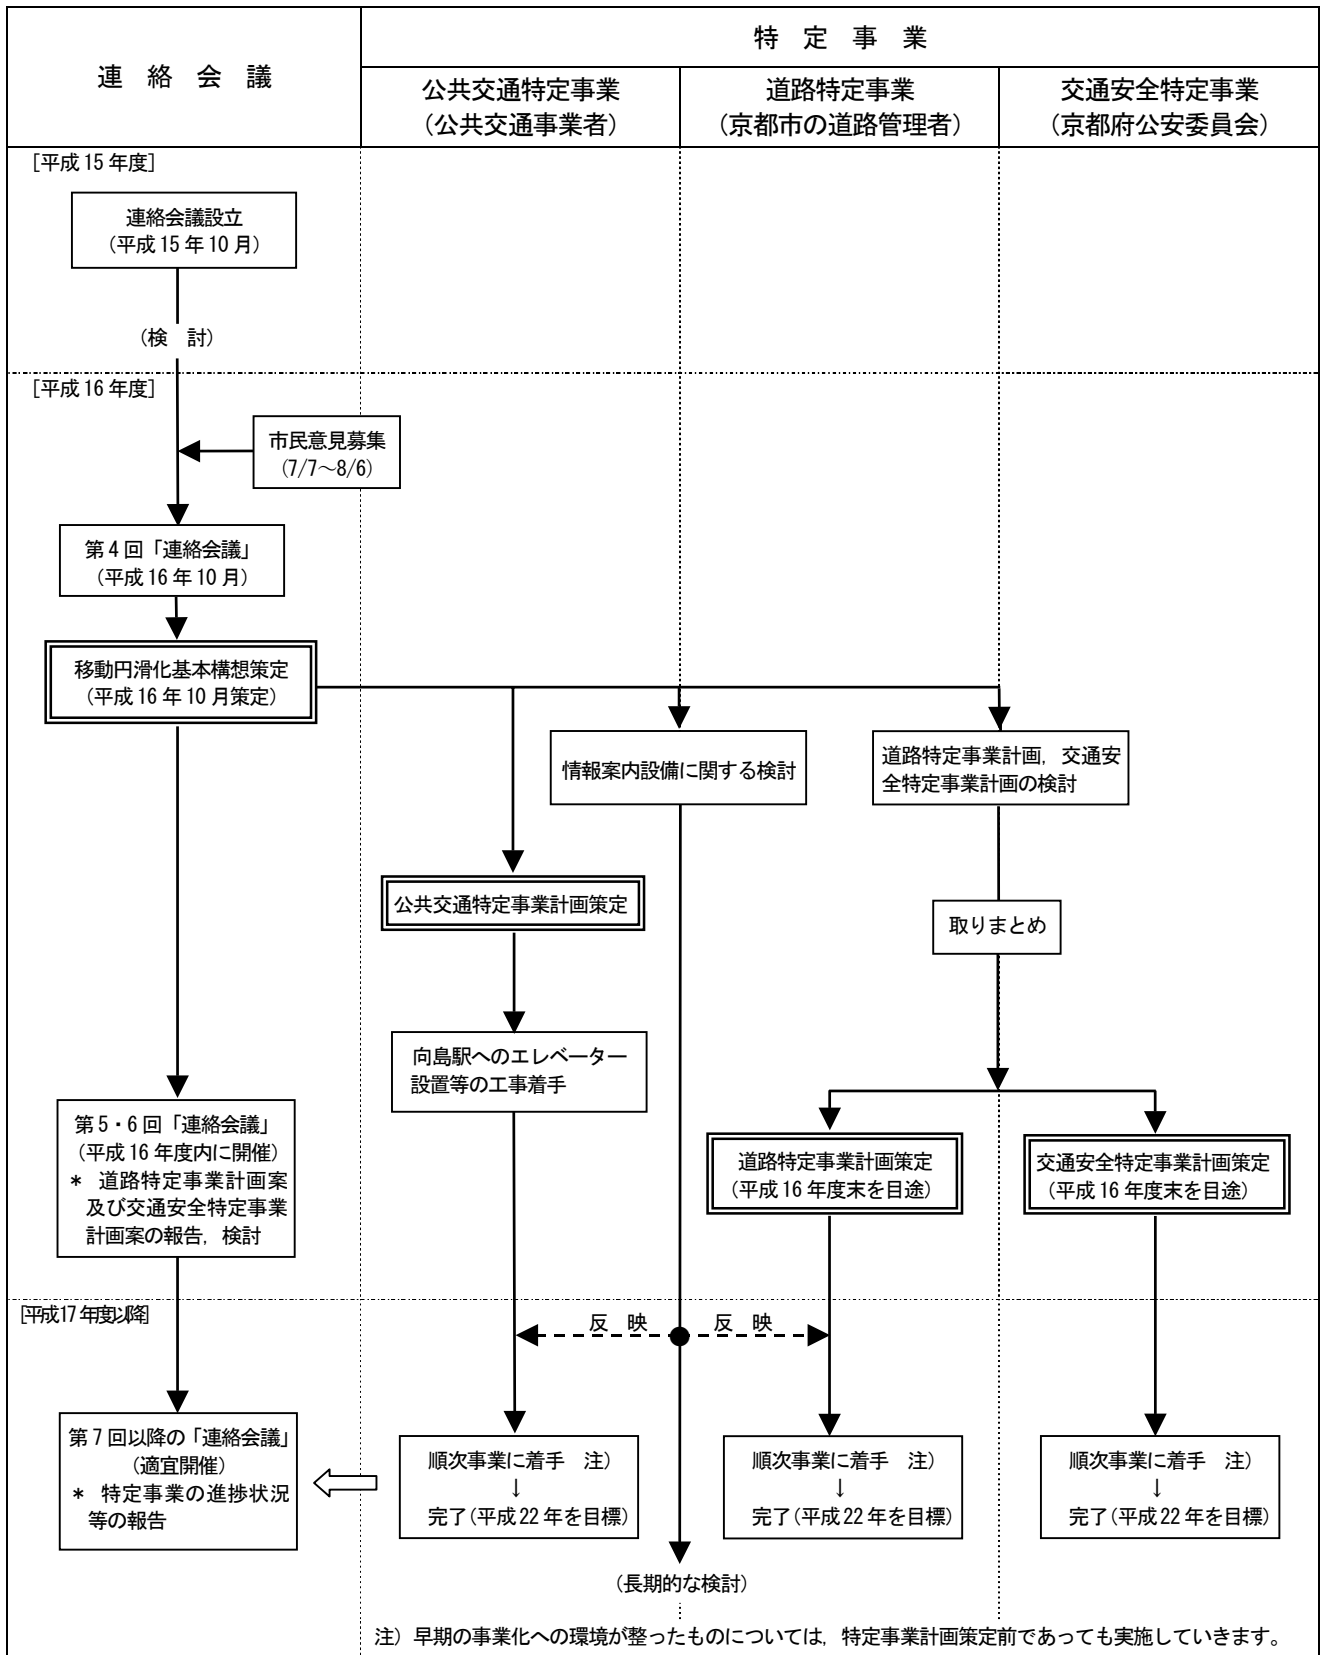 連絡会議
特定事業
公共交通特定事業
（公共交通事業者）
道路特定事業
（京都市の道路管理者）
交通安全特定事業
（京都府公安委員会）
［平成15年度］
連絡会議設立
（平成15年10月）
（検　討）
［平成16年度］
市民意見募集
（7/7～8/6）
第4回「連絡会議」
（平成16年10月）
移動円滑化基本構想策定
（平成16年10月策定）
情報案内設備に関する検討
道路特定事業計画，交通安
全特定事業計画の検討
公共交通特定事業計画策定
取りまとめ
向島駅へのエレベーター
設置等の工事着手
第5・6回「連絡会議」
（平成16年度内に開催）
*　道路特定事業計画案
及び交通安全特定事業
計画案の報告，検討
道路特定事業計画策定
（平成16年度末を目途）
交通安全特定事業計画策定
（平成16年度末を目途）
［平成17年度以降］
反　映
反　映
第7回以降の「連絡会議」
（適宜開催）
*　特定事業の進捗状況
等の報告
順次事業に着手　注）
↓
完了（平成22年を目標）
順次事業に着手　注）
↓
完了（平成22年を目標）
順次事業に着手　注）
↓
完了（平成22年を目標）
（長期的な検討）
注）早期の事業化への環境が整ったものについては，特定事業計画策定前であっても実施していきます。